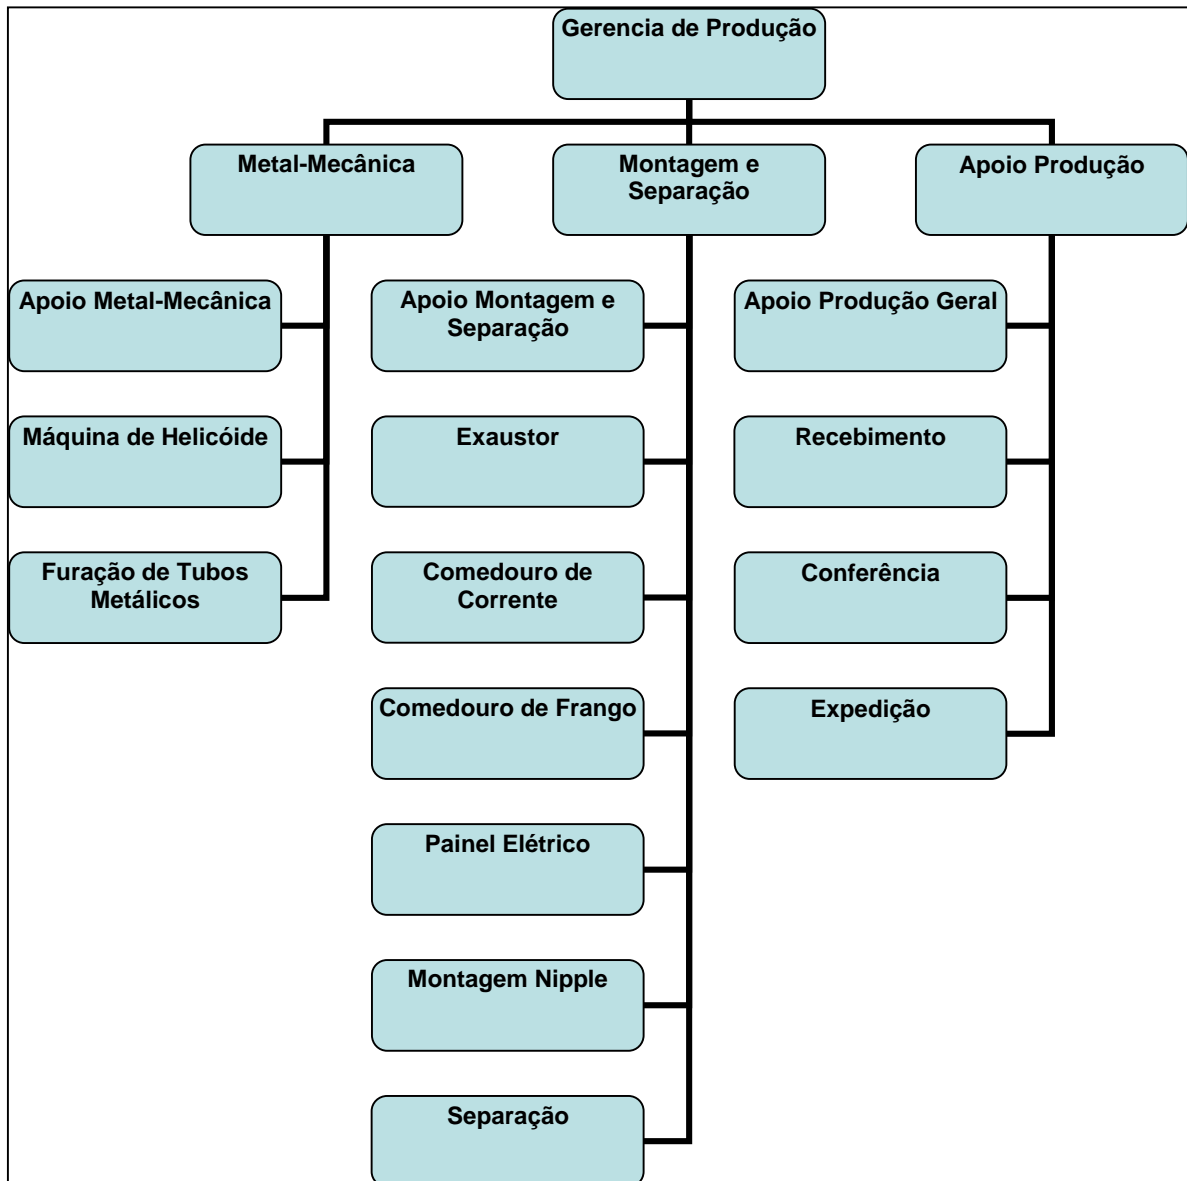 Gerencia de Produção
Metal-Mecânica
Montagem e
Separação
Apoio Produção
Apoio Metal-Mecânica
Apoio Montagem e
Separação
Apoio Produção Geral
Máquina de Helicóide
Exaustor
Recebimento
Furação de Tubos
Metálicos
Comedouro de
Corrente
Conferência
Comedouro de Frango
Expedição
Painel Elétrico
Montagem Nipple
Separação